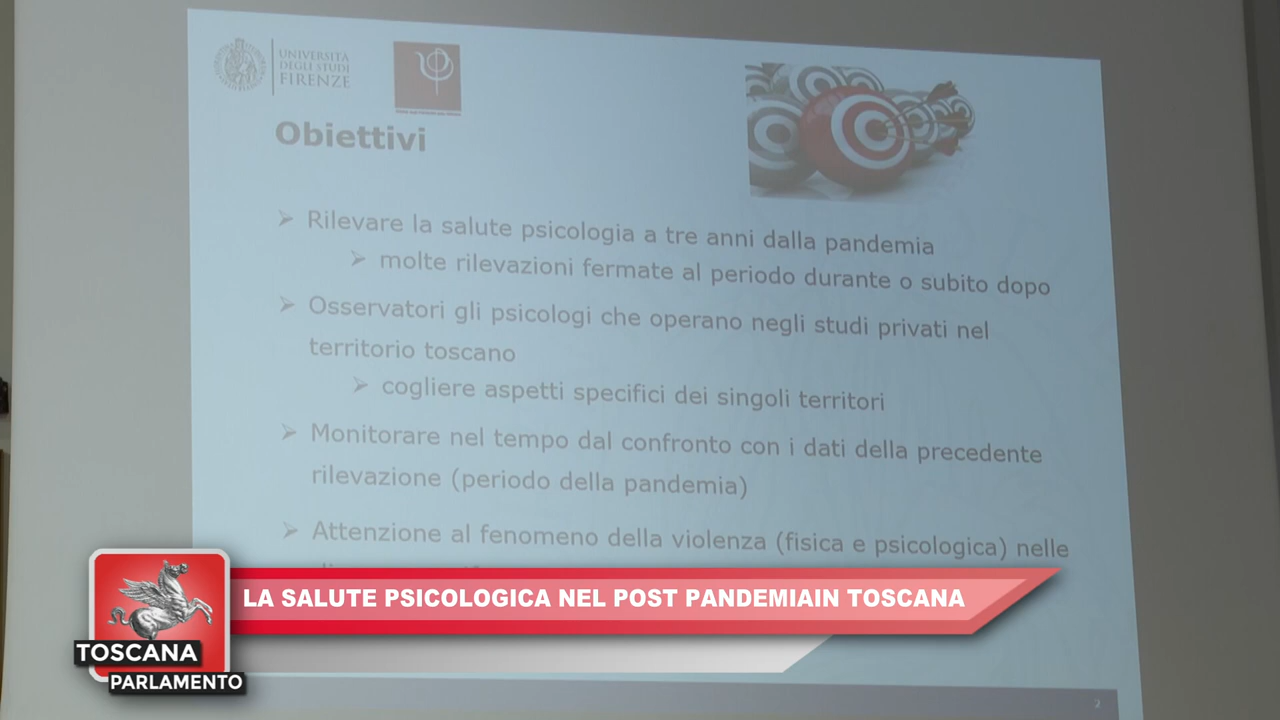 UNIVERSITÀ
DEGLI STUDI
FIRENZE
Obiettivi
Rilevare la salute psicologia a tre anni dalla pandemia
molte rilevazioni fermate al periodo durante o subito dopo
Osservatori gli psicologi che operano negli studi privati nel
territorio toscano
cogliere aspetti specifici dei singoli territori
Monitorare nel tempo dal confronto con i dati della precedente
rilevazione (periodo della pandemia)
Attenzione al fenomeno della violenza (fisica e psicologica) nelle
LA SALUTE PSICOLOGICA NEL POST PANDEMIAIN TOSCANA
TOSCANA
PARLAMENTO
2